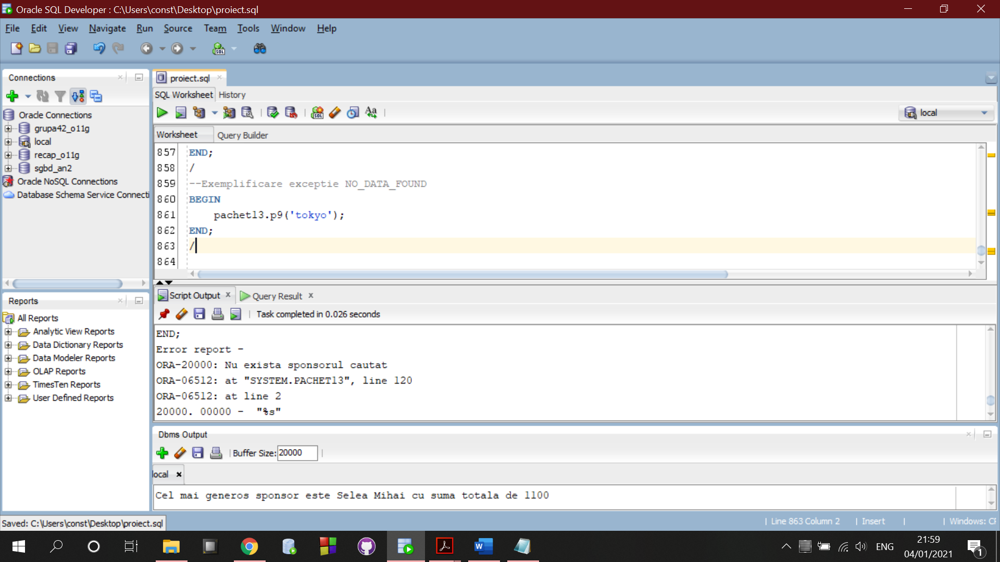 Oracle SQL Developer : C:\Users\const\Desktop\proiect.sql
File Edit View Navigate Run Source Team Tools Window Help
Connections
Oracle Connections
grupa42_o11g
local
recap_o11g
sgbd_an2
Oracle NoSQL Connections
Database Schema Service Connecti
Reports
All Reports
Analytic View Reports
Data Dictionary Reports
Data Modeler Reports
OLAP Reports
TimesTen Reports
User Defined Reports
proiect.sql
SQL Worksheet History
local
Worksheet Query Builder
857 END;
858 /
859 --Exemplificare exceptie NO_DATA_FOUND
860 BEGIN
861 pachet13.p9('tokyo');
862 END;
863 /
864
Script Output Query Result
Task completed in 0.026 seconds
END;
Error report -
ORA-20000: Nu exista sponsorul cautat
ORA-06512: at "SYSTEM.PACHET13", line 120
ORA-06512: at line 2
20000. 00000 - "%s"
Dbms Output
Buffer Size: 20000
local
Cel mai generos sponsor este Selea Mihai cu suma totala de 1100
Saved: C:\Users\const\Desktop\proiect.sql
Line 863 Column 2 Insert Windows: CF
ENG
21:59
04/01/2021
1